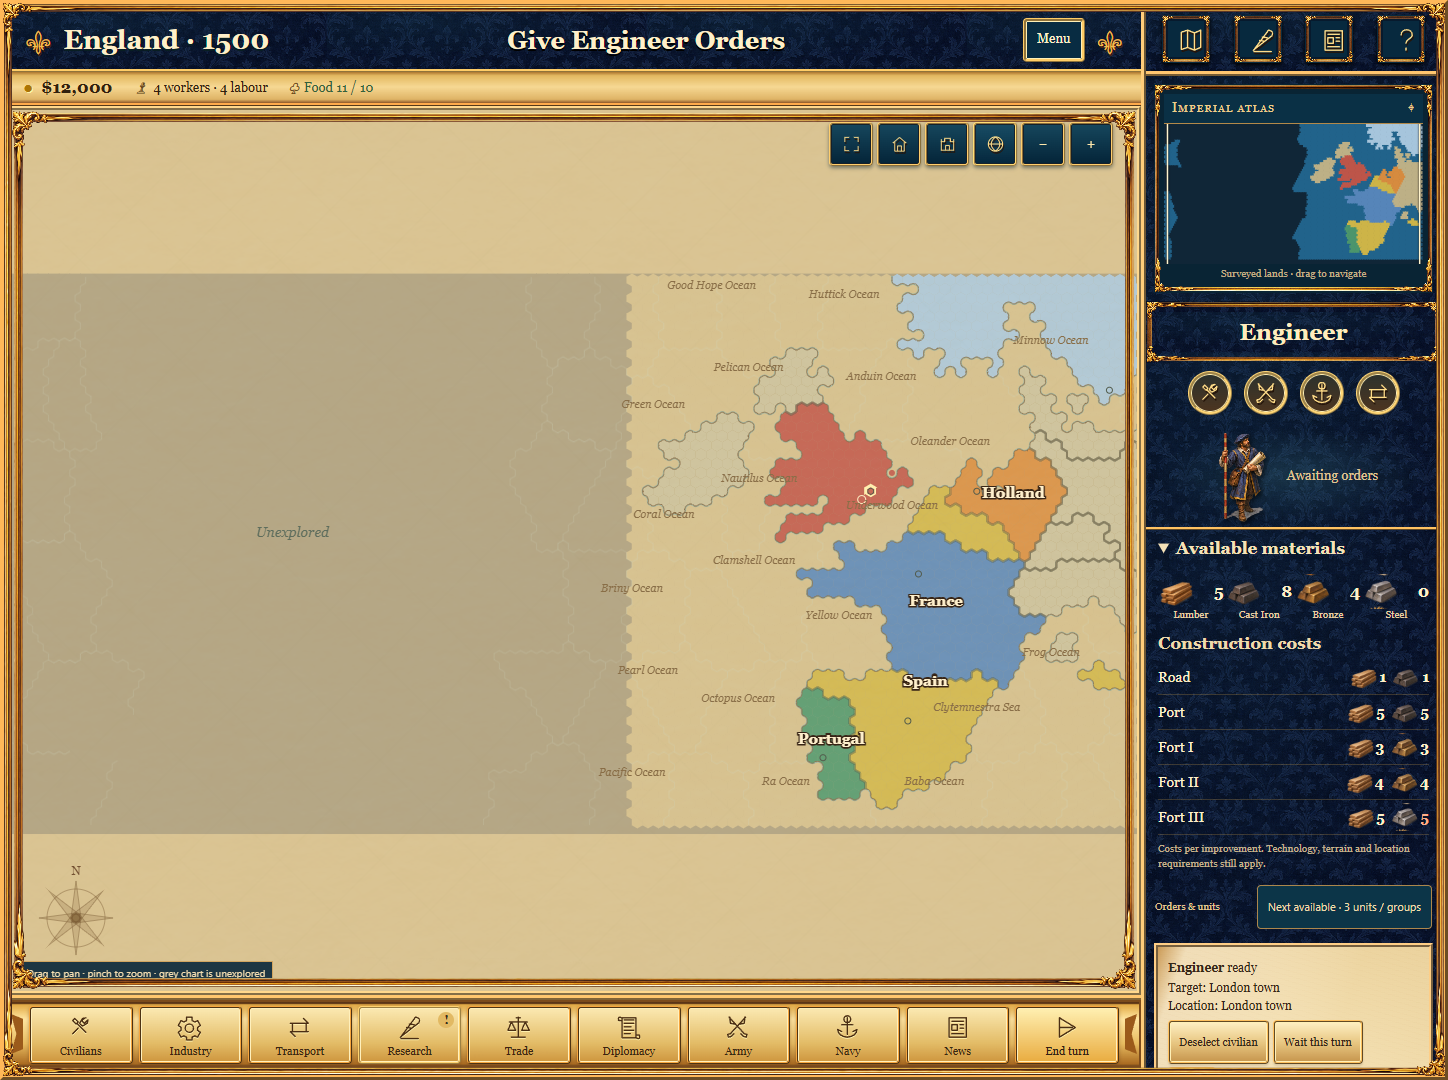 England · 1500
Give Engineer Orders
Menu
$12,000
4 workers · 4 labour
Food 11 / 10
Good Hope Ocean
Huttick Ocean
Minnow Ocean
Pelican Ocean
Anduin Ocean
Green Ocean
Oleander Ocean
Nautilus Ocean
Holland
Underwood Ocean
Coral Ocean
Unexplored
Clamshell Ocean
Briny Ocean
France
Yellow Ocean
Frog Ocean
Pearl Ocean
Spain
Octopus Ocean
Clytemnestra Sea
Portugal
Pacific Ocean
Ra Ocean
Baba Ocean
N
Drag to pan · pinch to zoom · grey chart is unexplored
Civilians
Industry
Transport
Research
!
Trade
Diplomacy
Army
Navy
News
End turn
?
Imperial Atlas
Surveyed lands · drag to navigate
Engineer
Awaiting orders
▼ Available materials
5 8 4 0
Lumber Cast Iron Bronze Steel
Construction costs
Road 1 1
Port 5 5
Fort I 3 3
Fort II 4 4
Fort III 5 5
Costs per improvement. Technology, terrain and location
requirements still apply.
Orders & units
Next available · 3 units / groups
Engineer ready
Target: London town
Location: London town
Deselect civilian
Wait this turn